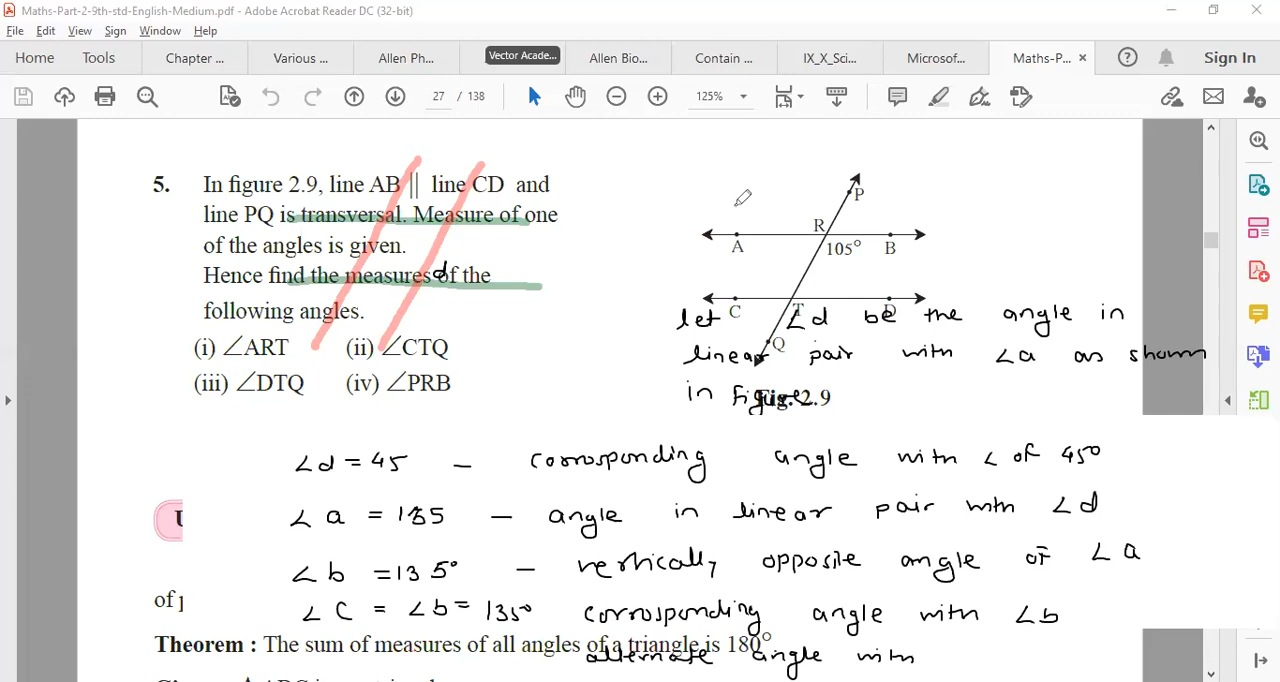 Maths-Part-2-9th-std-English-Medium.pdf - Adobe Acrobat Reader DC (32-bit)
File Edit View Sign Window Help
Home Tools Chapter ... Various ... Allen Ph... Vector Acade... Allen Bio... Contain ... IX_X_Sci... Microsof... Maths-P... × ? Sign In
27 / 138 125%
5. In figure 2.9, line AB || line CD and
line PQ is transversal. Measure of one
of the angles is given.
Hence find the measures of the
following angles.
(i) ∠ART (ii) ∠CTQ
(iii) ∠DTQ (iv) ∠PRB
d
P
R
A 105° B
C T D
Q
Fig. 2.9
let ∠d be the angle in
linear pair with ∠a as shown
in figure
∠d = 45 – corrosponding angle with ∠ of 45°
∠a = 135 – angle in linear pair with ∠d
∠b = 135° – vertically opposite angle of ∠a
∠C = ∠b = 135° corrosponding angle with ∠b
alternate angle with
U
of p
Theorem : The sum of measures of all angles of a triangle is 180°